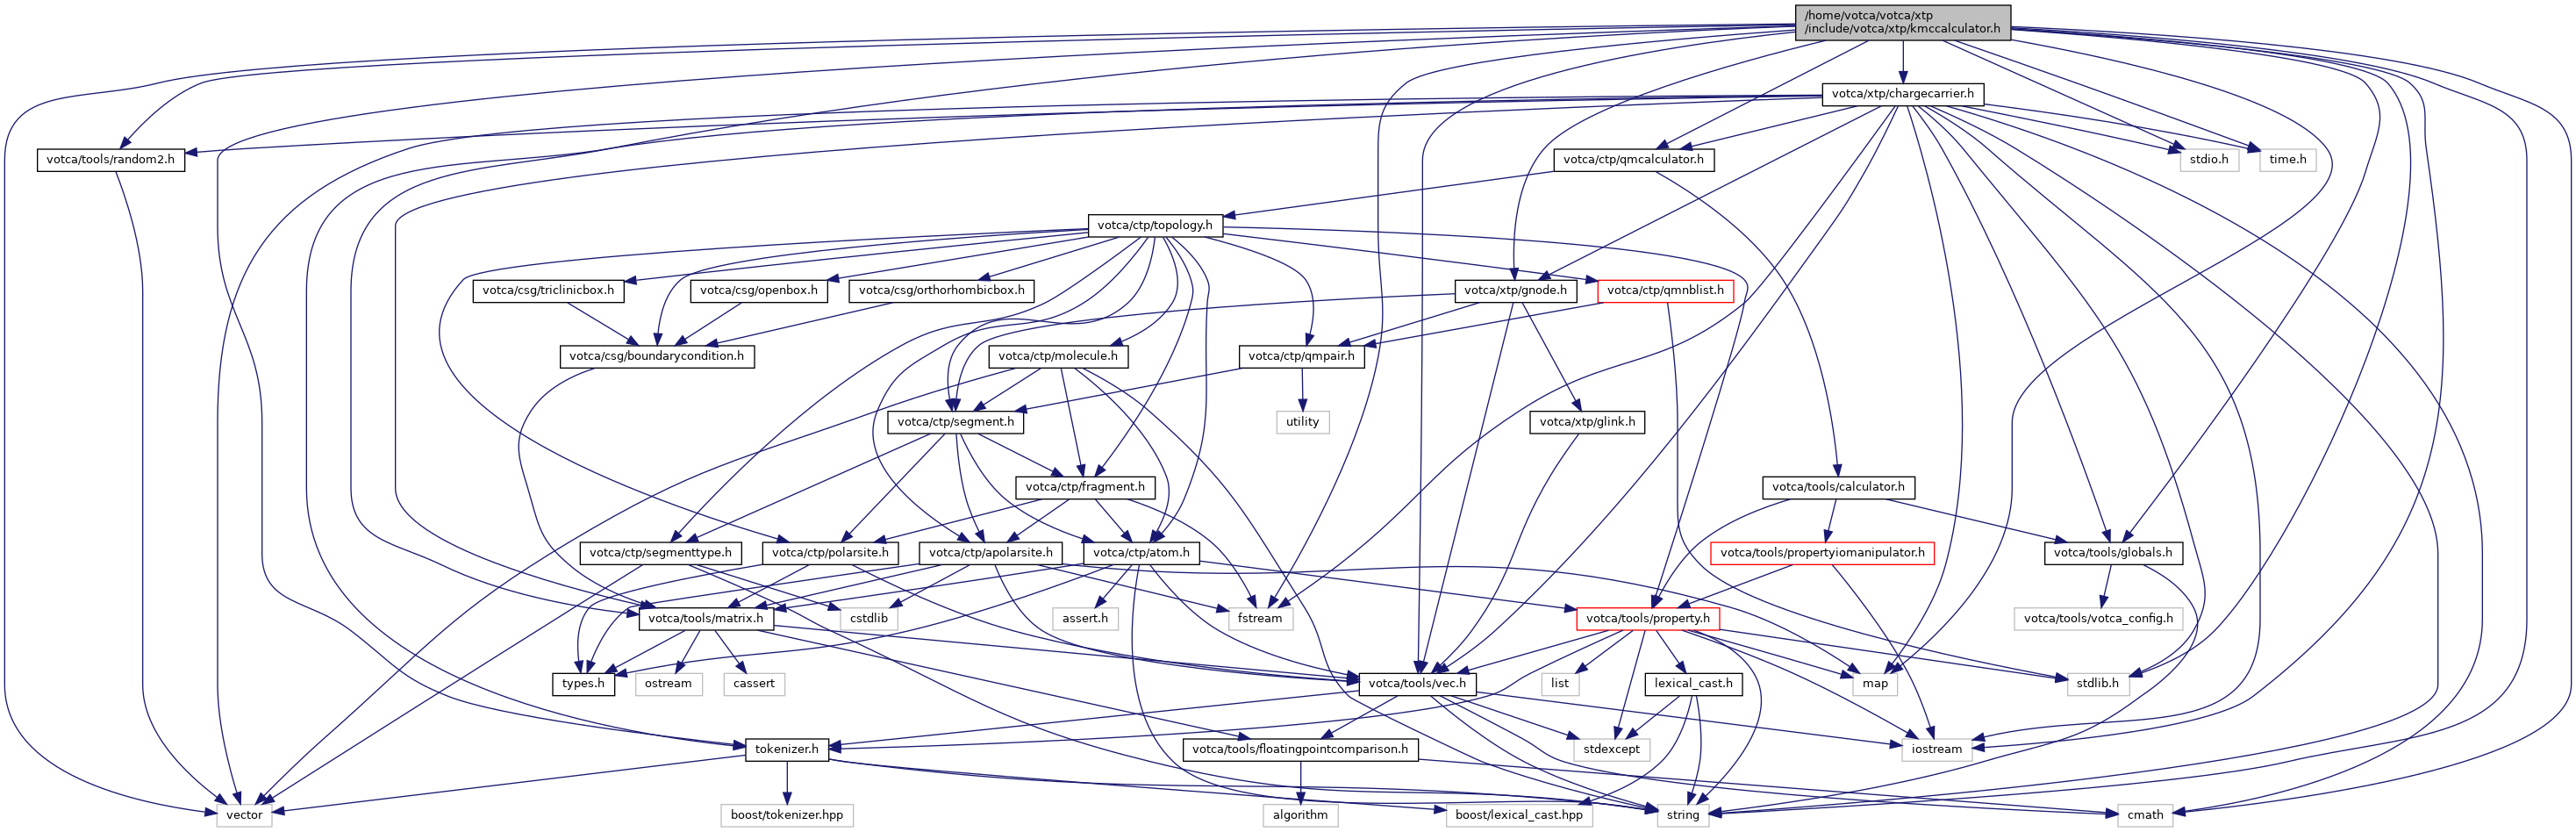 /home/votca/votca/xtp
/include/votca/xtp/kmccalculator.h
votca/xtp/chargecarrier.h
votca/tools/random2.h
votca/ctp/qmcalculator.h
stdio.h
time.h
votca/ctp/topology.h
votca/csg/triclinicbox.h
votca/csg/openbox.h
votca/csg/orthorhombicbox.h
votca/xtp/gnode.h
votca/ctp/qmnblist.h
votca/csg/boundarycondition.h
votca/ctp/molecule.h
votca/ctp/qmpair.h
votca/ctp/segment.h
utility
votca/xtp/glink.h
votca/ctp/fragment.h
votca/tools/calculator.h
votca/ctp/segmenttype.h
votca/ctp/polarsite.h
votca/ctp/apolarsite.h
votca/ctp/atom.h
votca/tools/propertyiomanipulator.h
votca/tools/globals.h
votca/tools/matrix.h
cstdlib
assert.h
fstream
votca/tools/property.h
votca/tools/votca_config.h
types.h
ostream
cassert
votca/tools/vec.h
list
lexical_cast.h
map
stdlib.h
tokenizer.h
votca/tools/floatingpointcomparison.h
stdexcept
iostream
vector
boost/tokenizer.hpp
boost/lexical_cast.hpp
algorithm
string
cmath